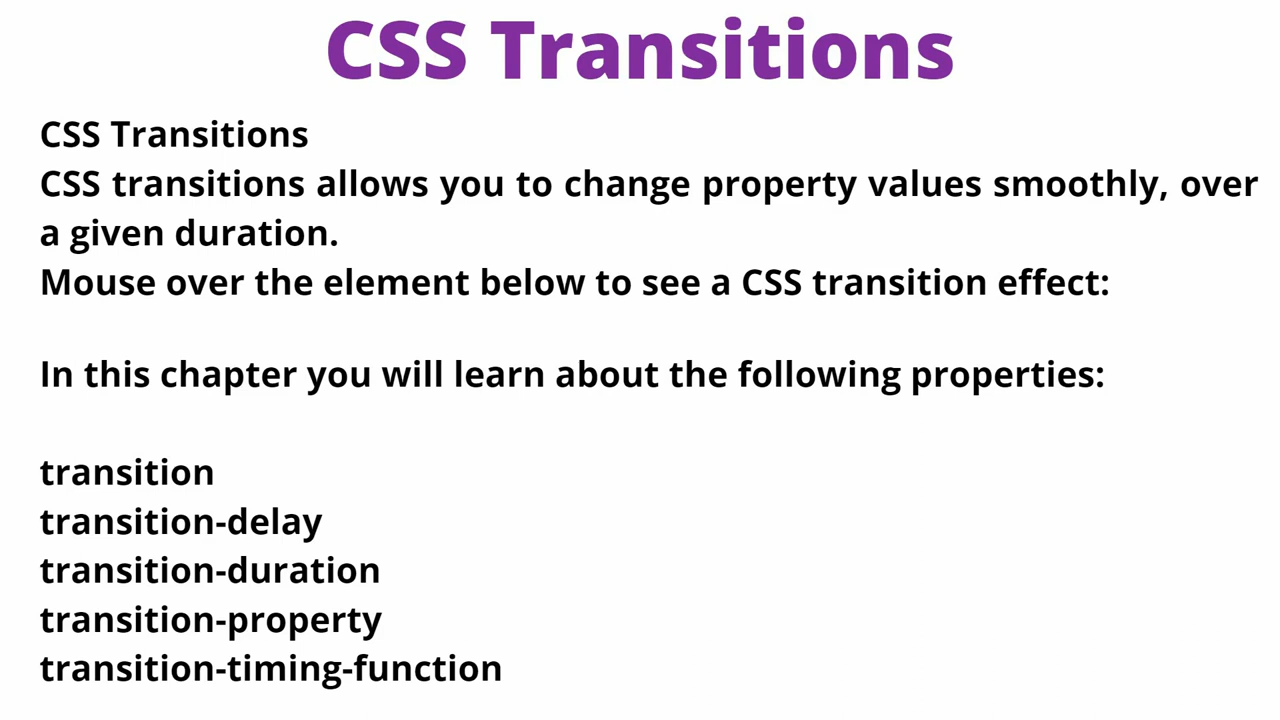 CSS Transitions
CSS Transitions
CSS transitions allows you to change property values smoothly, over
a given duration.
Mouse over the element below to see a CSS transition effect:
In this chapter you will learn about the following properties:
transition
transition-delay
transition-duration
transition-property
transition-timing-function